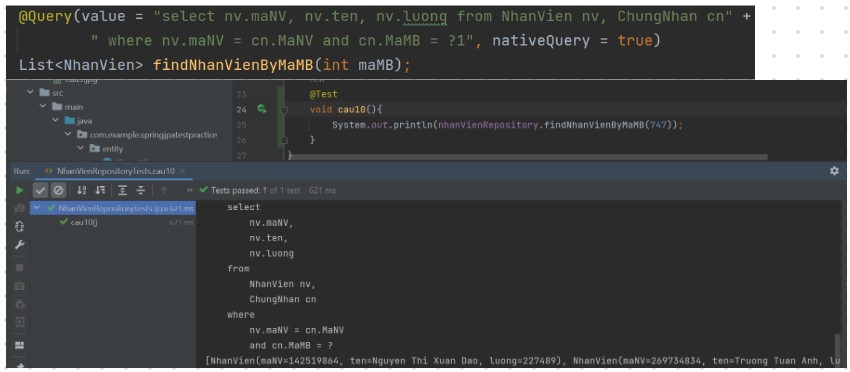 @Query(value = "select nv.maNV, nv.ten, nv.luong from NhanVien nv, ChungNhan cn" +
" where nv.maNV = cn.MaNV and cn.MaMB = ?1", nativeQuery = true)
List<NhanVien> findNhanVienByMaMB(int maMB);
src
main
java
com.example.springjpatestpractice
entity
23 @Test
24 void cau10(){
25 System.out.println(nhanVienRepository.findNhanVienByMaMB(747));
26 }
27 }
Run: NhanVienRepositoryTests.cau10 ×
Tests passed: 1 of 1 test – 621 ms
NhanVienRepositoryTests (com 621 ms
cau10() 621 ms
select
nv.maNV,
nv.ten,
nv.luong
from
NhanVien nv,
ChungNhan cn
where
nv.maNV = cn.MaNV
and cn.MaMB = ?
[NhanVien(maNV=142519864, ten=Nguyen Thi Xuan Dao, luong=227489), NhanVien(maNV=269734834, ten=Truong Tuan Anh, lu